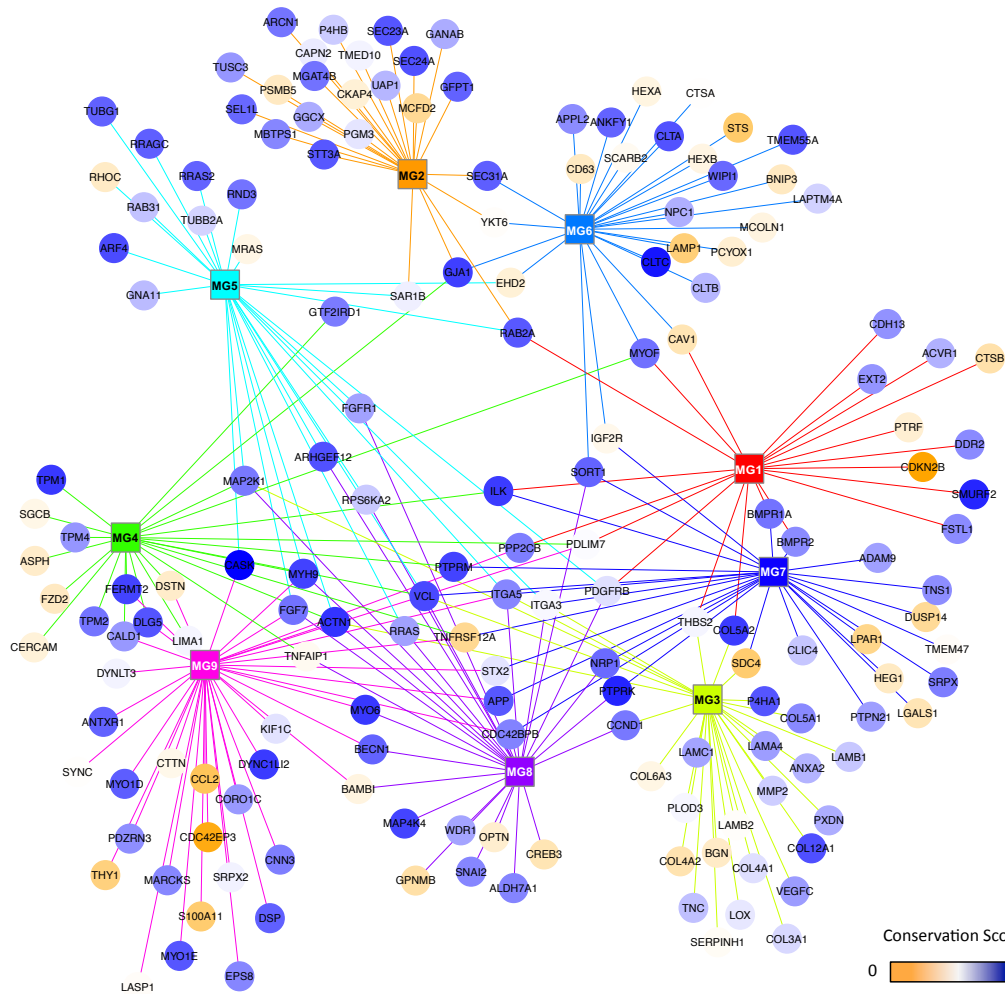 ARCN1
P4HB
SEC23A
GANAB
CAPN2
TMED10
TUSC3
MGAT4B
SEC24A
PSMB5
CKAP4
UAP1
GFPT1
SEL1L
GGCX
MCFD2
MBTPS1
PGM3
STT3A
MG2
SEC31A
YKT6
HEXA
CTSA
APPL2
ANKFY1
CLTA
STS
TMEM55A
CD63
SCARB2
HEXB
WIPI1
BNIP3
LAPTM4A
NPC1
MCOLN1
MG6
LAMP1
PCYOX1
CLTC
CLTB
TUBG1
RRAGC
RHOC
RRAS2
RND3
RAB31
TUBB2A
ARF4
MRAS
MG5
GNA11
GTF2IRD1
SAR1B
GJA1
EHD2
RAB2A
MYOF
CAV1
CDH13
ACVR1
CTSB
EXT2
PTRF
DDR2
MG1
CDKN2B
SMURF2
FSTL1
FGFR1
IGF2R
ARHGEF12
SORT1
MAP2K1
RPS6KA2
ILK
BMPR1A
BMPR2
TPM1
SGCB
TPM4
MG4
ASPH
FZD2
FERMT2
DSTN
TPM2
DLG5
CALD1
LIMA1
CERCAM
CASK
MYH9
FGF7
ACTN1
PPP2CB
PDLIM7
PTPRM
VCL
ITGA5
ITGA3
PDGFRB
MG7
ADAM9
TNS1
DUSP14
LPAR1
TMEM47
CLIC4
HEG1
SRPX
LGALS1
PTPN21
RRAS
TNFRSF12A
THBS2
COL5A2
SDC4
TNFAIP1
STX2
NRP1
PTPRK
DYNLT3
MG9
ANTXR1
SYNC
KIF1C
MYO6
APP
CDC42BPB
CCND1
MG3
P4HA1
COL5A1
BECN1
BAMBI
MG8
LAMC1
LAMA4
LAMB1
ANXA2
COL6A3
MMP2
CTTN
DYNC1LI2
MYO1D
CCL2
CORO1C
PLOD3
PXDN
LAMB2
COL12A1
PDZRN3
CDC42EP3
CNN3
MAP4K4
WDR1
OPTN
CREB3
COL4A2
BGN
COL4A1
THY1
MARCKS
SRPX2
GPNMB
SNAI2
ALDH7A1
VEGFC
S100A11
DSP
TNC
LOX
SERPINH1
COL3A1
MYO1E
EPS8
LASP1
Conservation Sco
0